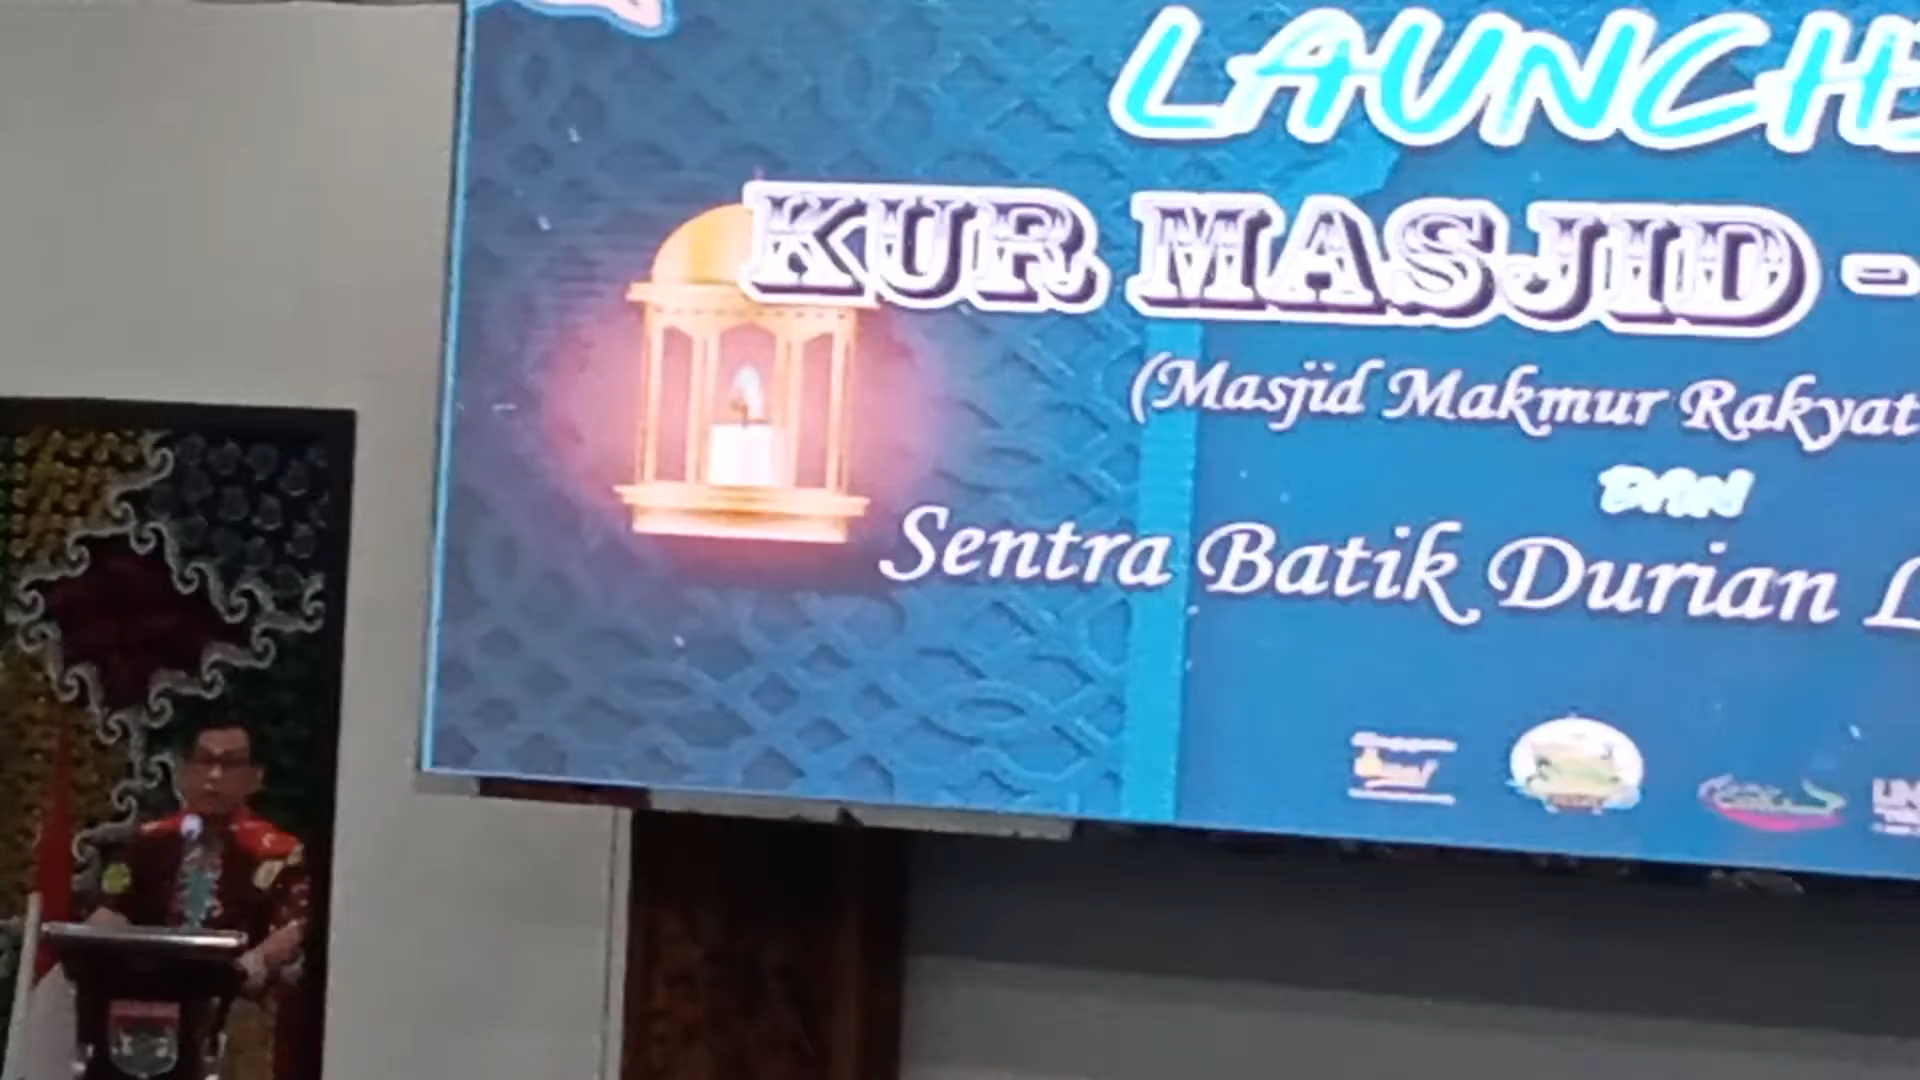 LAUNCH
KUR MASJID -
(Masjid Makmur Rakyat
DAN
Sentra Batik Durian L